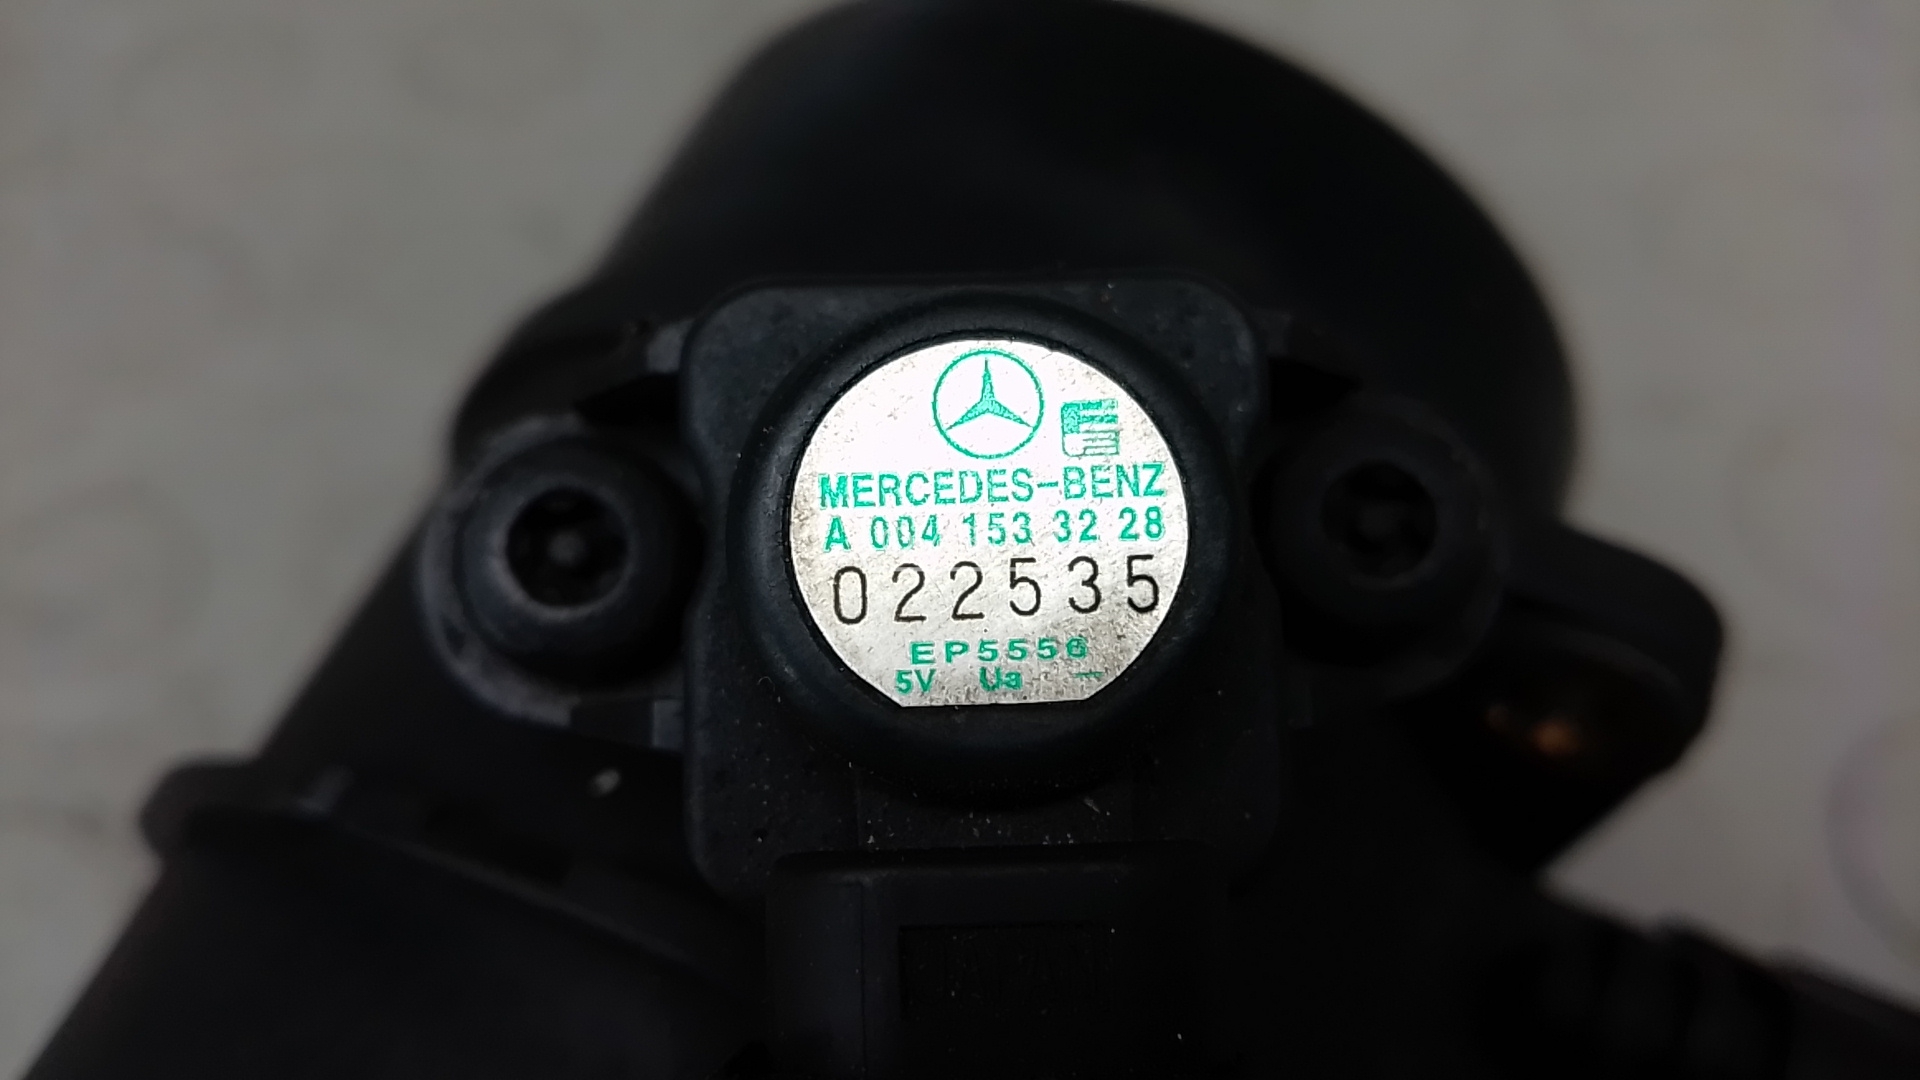 MERCEDES-BENZ
A 004 153 32 28
022535
EP5556
5V Ua —